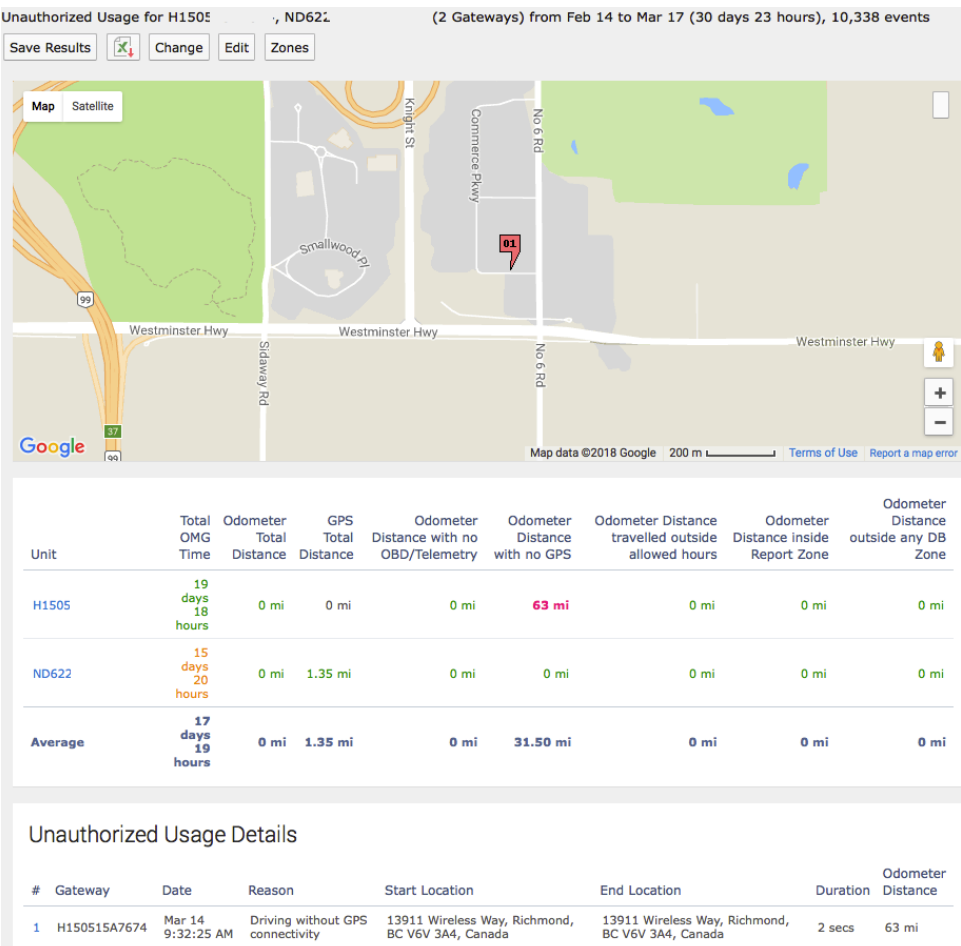 Unauthorized Usage for H1505 , ND622 (2 Gateways) from Feb 14 to Mar 17 (30 days 23 hours), 10,338 events
Save Results Change Edit Zones
Map Satellite
Knight St
Commerce Pkwy
No 6 Rd
01
Smallwood Pl
99
Westminster Hwy
Westminster Hwy
Westminster Hwy
Sidaway Rd
No 6 Rd
37
99
Google
Map data ©2018 Google 200 m Terms of Use Report a map error
Unit Total OMG Time Odometer Total Distance GPS Total Distance Odometer Distance with no OBD/Telemetry Odometer Distance with no GPS Odometer Distance travelled outside allowed hours Odometer Distance inside Report Zone Odometer Distance outside any DB Zone
H1505 19 days 18 hours 0 mi 0 mi 0 mi 63 mi 0 mi 0 mi 0 mi
ND622 15 days 20 hours 0 mi 1.35 mi 0 mi 0 mi 0 mi 0 mi 0 mi
Average 17 days 19 hours 0 mi 1.35 mi 0 mi 31.50 mi 0 mi 0 mi 0 mi
Unauthorized Usage Details
# Gateway Date Reason Start Location End Location Duration Odometer Distance
1 H150515A7674 Mar 14 9:32:25 AM Driving without GPS connectivity 13911 Wireless Way, Richmond, BC V6V 3A4, Canada 13911 Wireless Way, Richmond, BC V6V 3A4, Canada 2 secs 63 mi